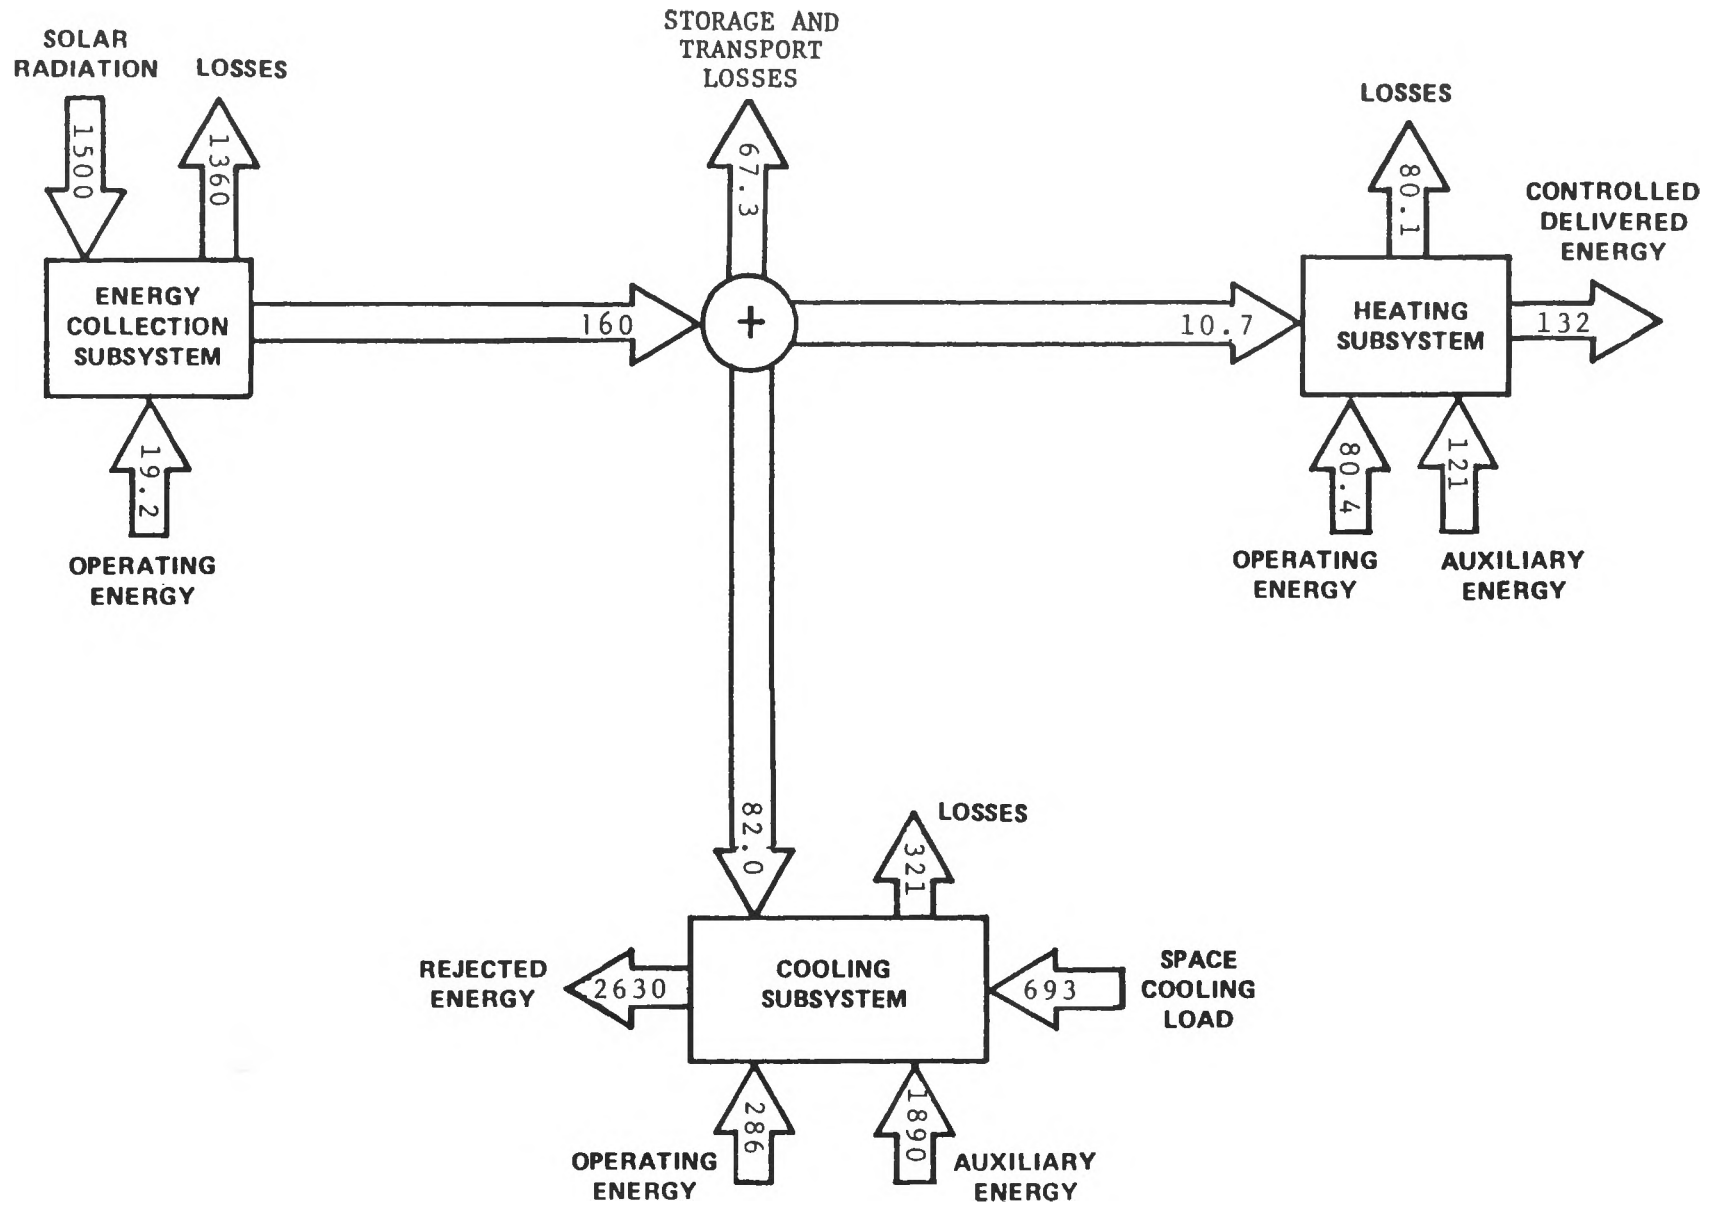 STORAGE AND
TRANSPORT
LOSSES
SOLAR
RADIATION
LOSSES
LOSSES
1500
1360
67.3
80.1
CONTROLLED
DELIVERED
ENERGY
ENERGY
COLLECTION
SUBSYSTEM
160
+
10.7
HEATING
SUBSYSTEM
132
19.2
80.4
121
OPERATING
ENERGY
OPERATING
ENERGY
AUXILIARY
ENERGY
82.0
LOSSES
321
REJECTED
ENERGY
2630
COOLING
SUBSYSTEM
693
SPACE
COOLING
LOAD
286
1890
OPERATING
ENERGY
AUXILIARY
ENERGY